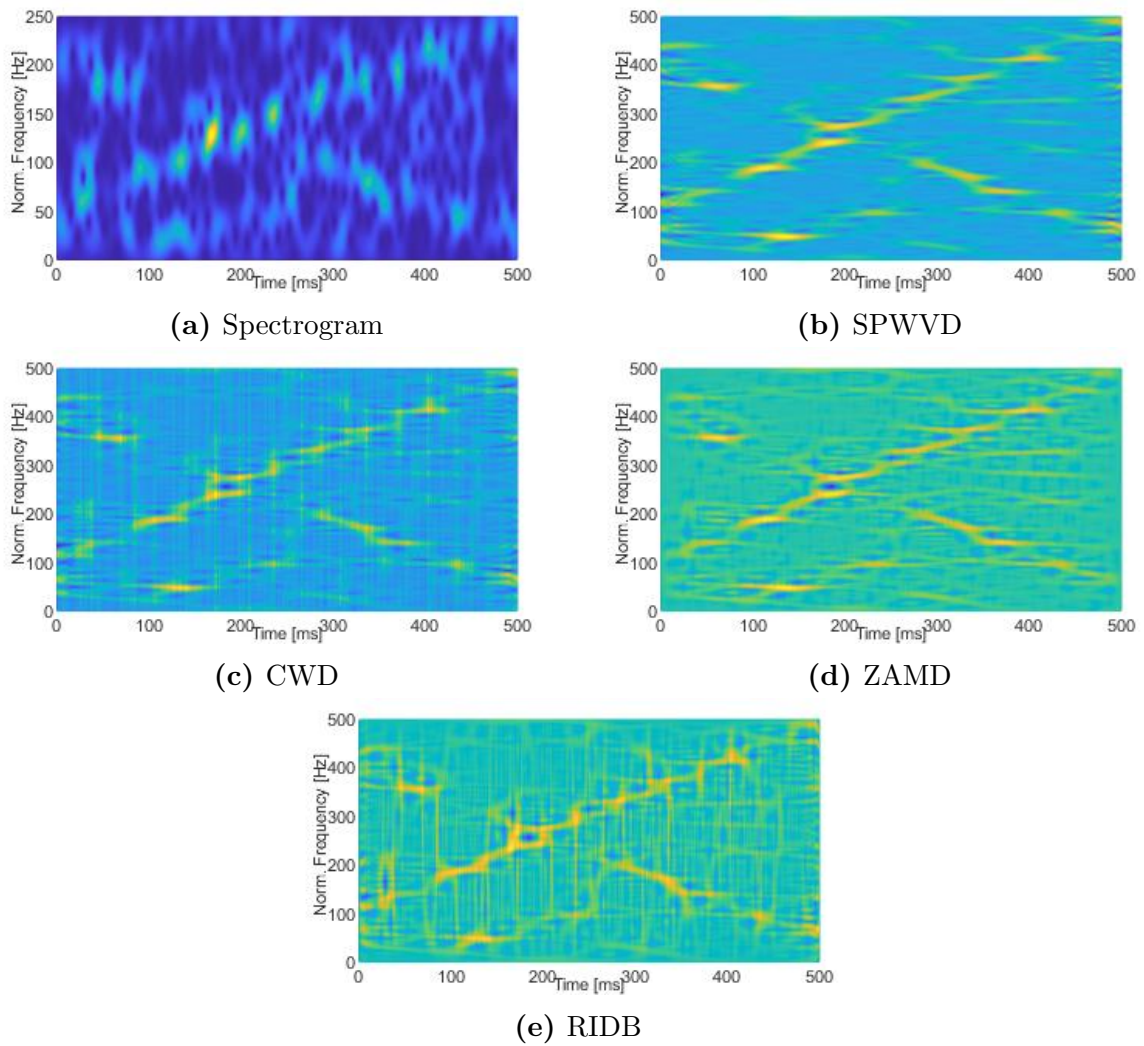 250
200
150
100
50
0
Norm. Frequency [Hz]
0 100 200 300 400 500
Time [ms]
(a) Spectrogram
500
400
300
200
100
0
Norm. Frequency [Hz]
0 100 200 300 400 500
Time [ms]
(b) SPWVD
500
400
300
200
100
0
Norm. Frequency [Hz]
0 100 200 300 400 500
Time [ms]
(c) CWD
500
400
300
200
100
0
Norm. Frequency [Hz]
0 100 200 300 400 500
Time [ms]
(d) ZAMD
500
400
300
200
100
0
Norm. Frequency [Hz]
0 100 200 300 400 500
Time [ms]
(e) RIDB